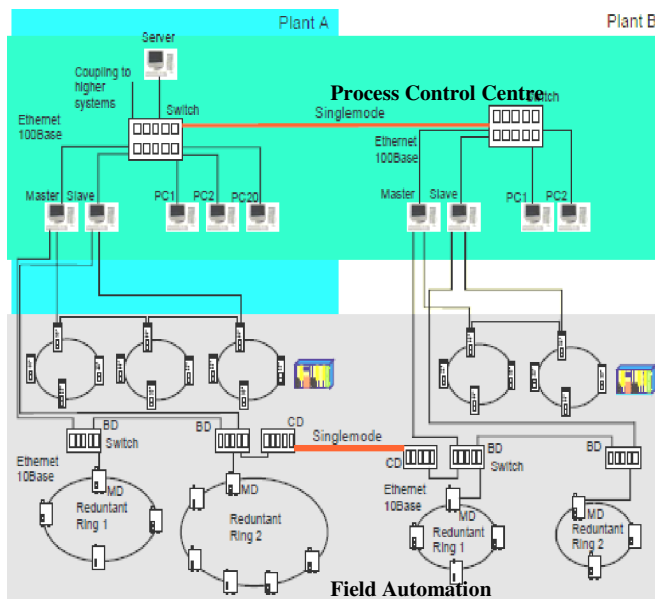 Plant A
Plant B
Server
Coupling to
higher
systems
Process Control Centre
Switch
Switch
Singlemode
Ethernet
100Base
Ethernet
100Base
Master
Slave
PC1
PC2
PC20
Master
Slave
PC1
PC2
BD
Switch
BD
CD
Singlemode
CD
BD
Switch
BD
Ethernet
10Base
MD
Reduntant
Ring 1
MD
Reduntant
Ring 2
Ethernet
10Base
MD
Reduntant
Ring 1
MD
Reduntant
Ring 2
Field Automation